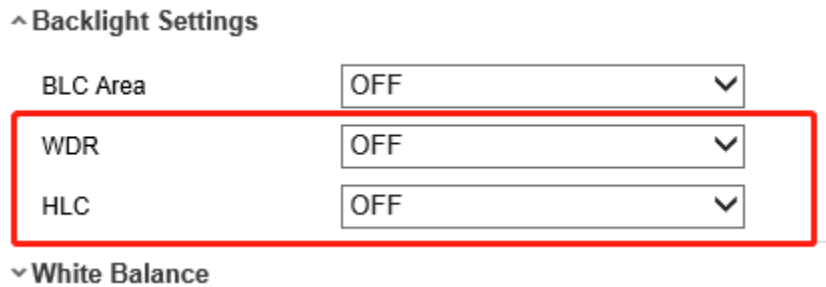 Backlight Settings
BLC Area OFF
WDR OFF
HLC OFF
White Balance